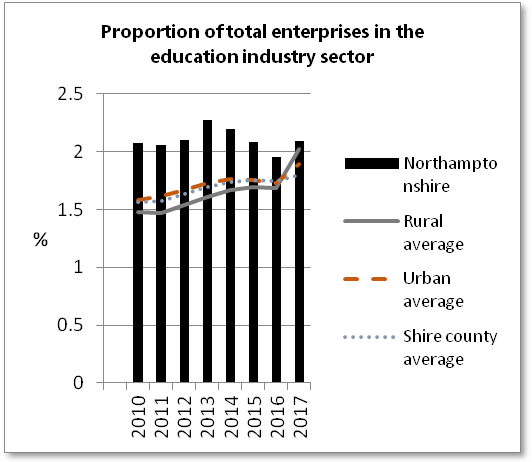 Proportion of total enterprises in the
education industry sector
2.5
2
1.5
1
0.5
0
%
2010
2011
2012
2013
2014
2015
2016
2017
Northampto
nshire
Rural
average
Urban
average
Shire county
average